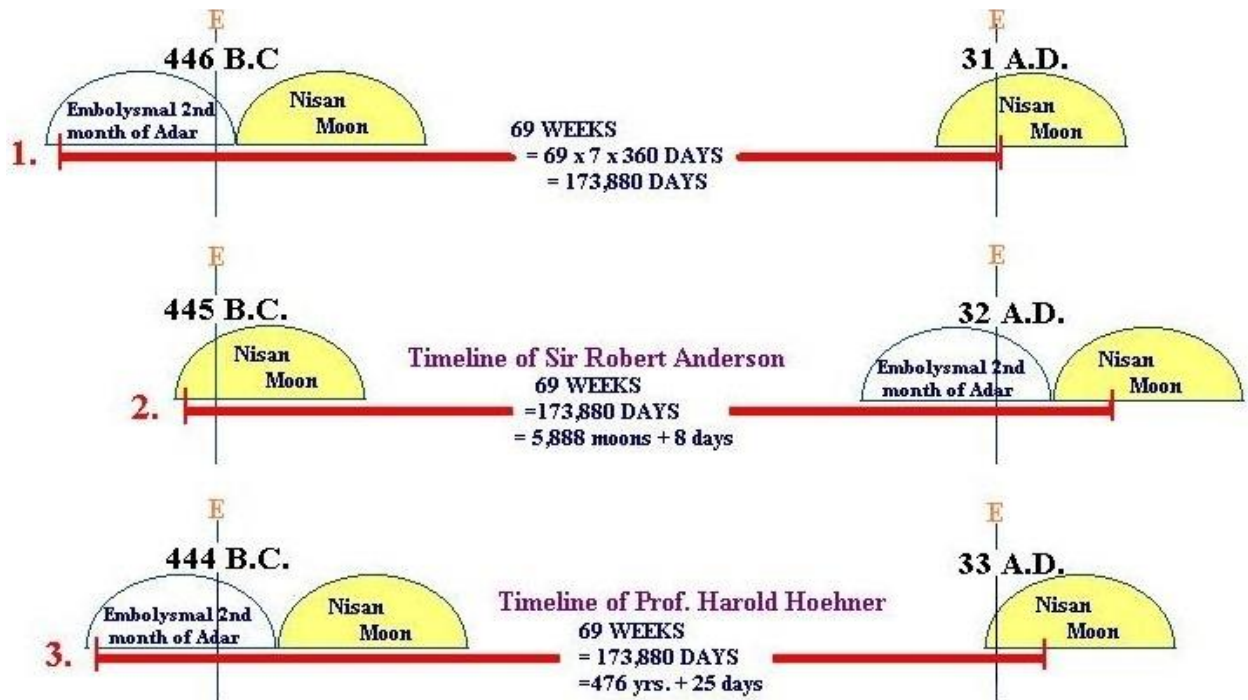 E
E
446 B.C
31 A.D.
Embolysmal 2nd
month of Adar
Nisan
Moon
Nisan
Moon
1.
69 WEEKS
= 69 x 7 x 360 DAYS
= 173,880 DAYS
E
E
445 B.C.
32 A.D.
Nisan
Moon
Timeline of Sir Robert Anderson
Embolysmal 2nd
month of Adar
Nisan
Moon
2.
69 WEEKS
=173,880 DAYS
= 5,888 moons + 8 days
E
E
444 B.C.
33 A.D.
Embolysmal 2nd
month of Adar
Nisan
Moon
Timeline of Prof. Harold Hoehner
Nisan
Moon
3.
69 WEEKS
= 173,880 DAYS
=476 yrs. + 25 days